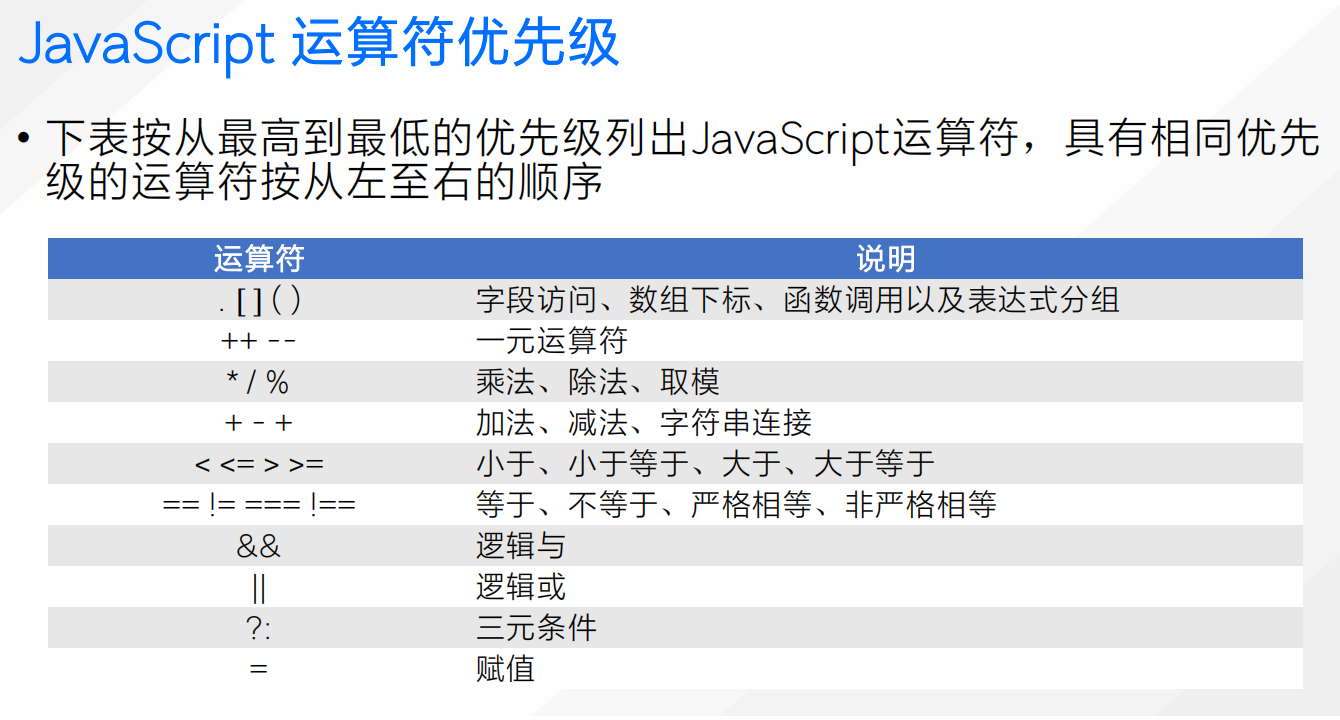 JavaScript 运算符优先级
• 下表按从最高到最低的优先级列出JavaScript运算符，具有相同优先
级的运算符按从左至右的顺序
运算符 说明
. [ ] ( ) 字段访问、数组下标、函数调用以及表达式分组
++ -- 一元运算符
* / % 乘法、除法、取模
+ - + 加法、减法、字符串连接
< <= > >= 小于、小于等于、大于、大于等于
== != === !== 等于、不等于、严格相等、非严格相等
&& 逻辑与
|| 逻辑或
?: 三元条件
= 赋值